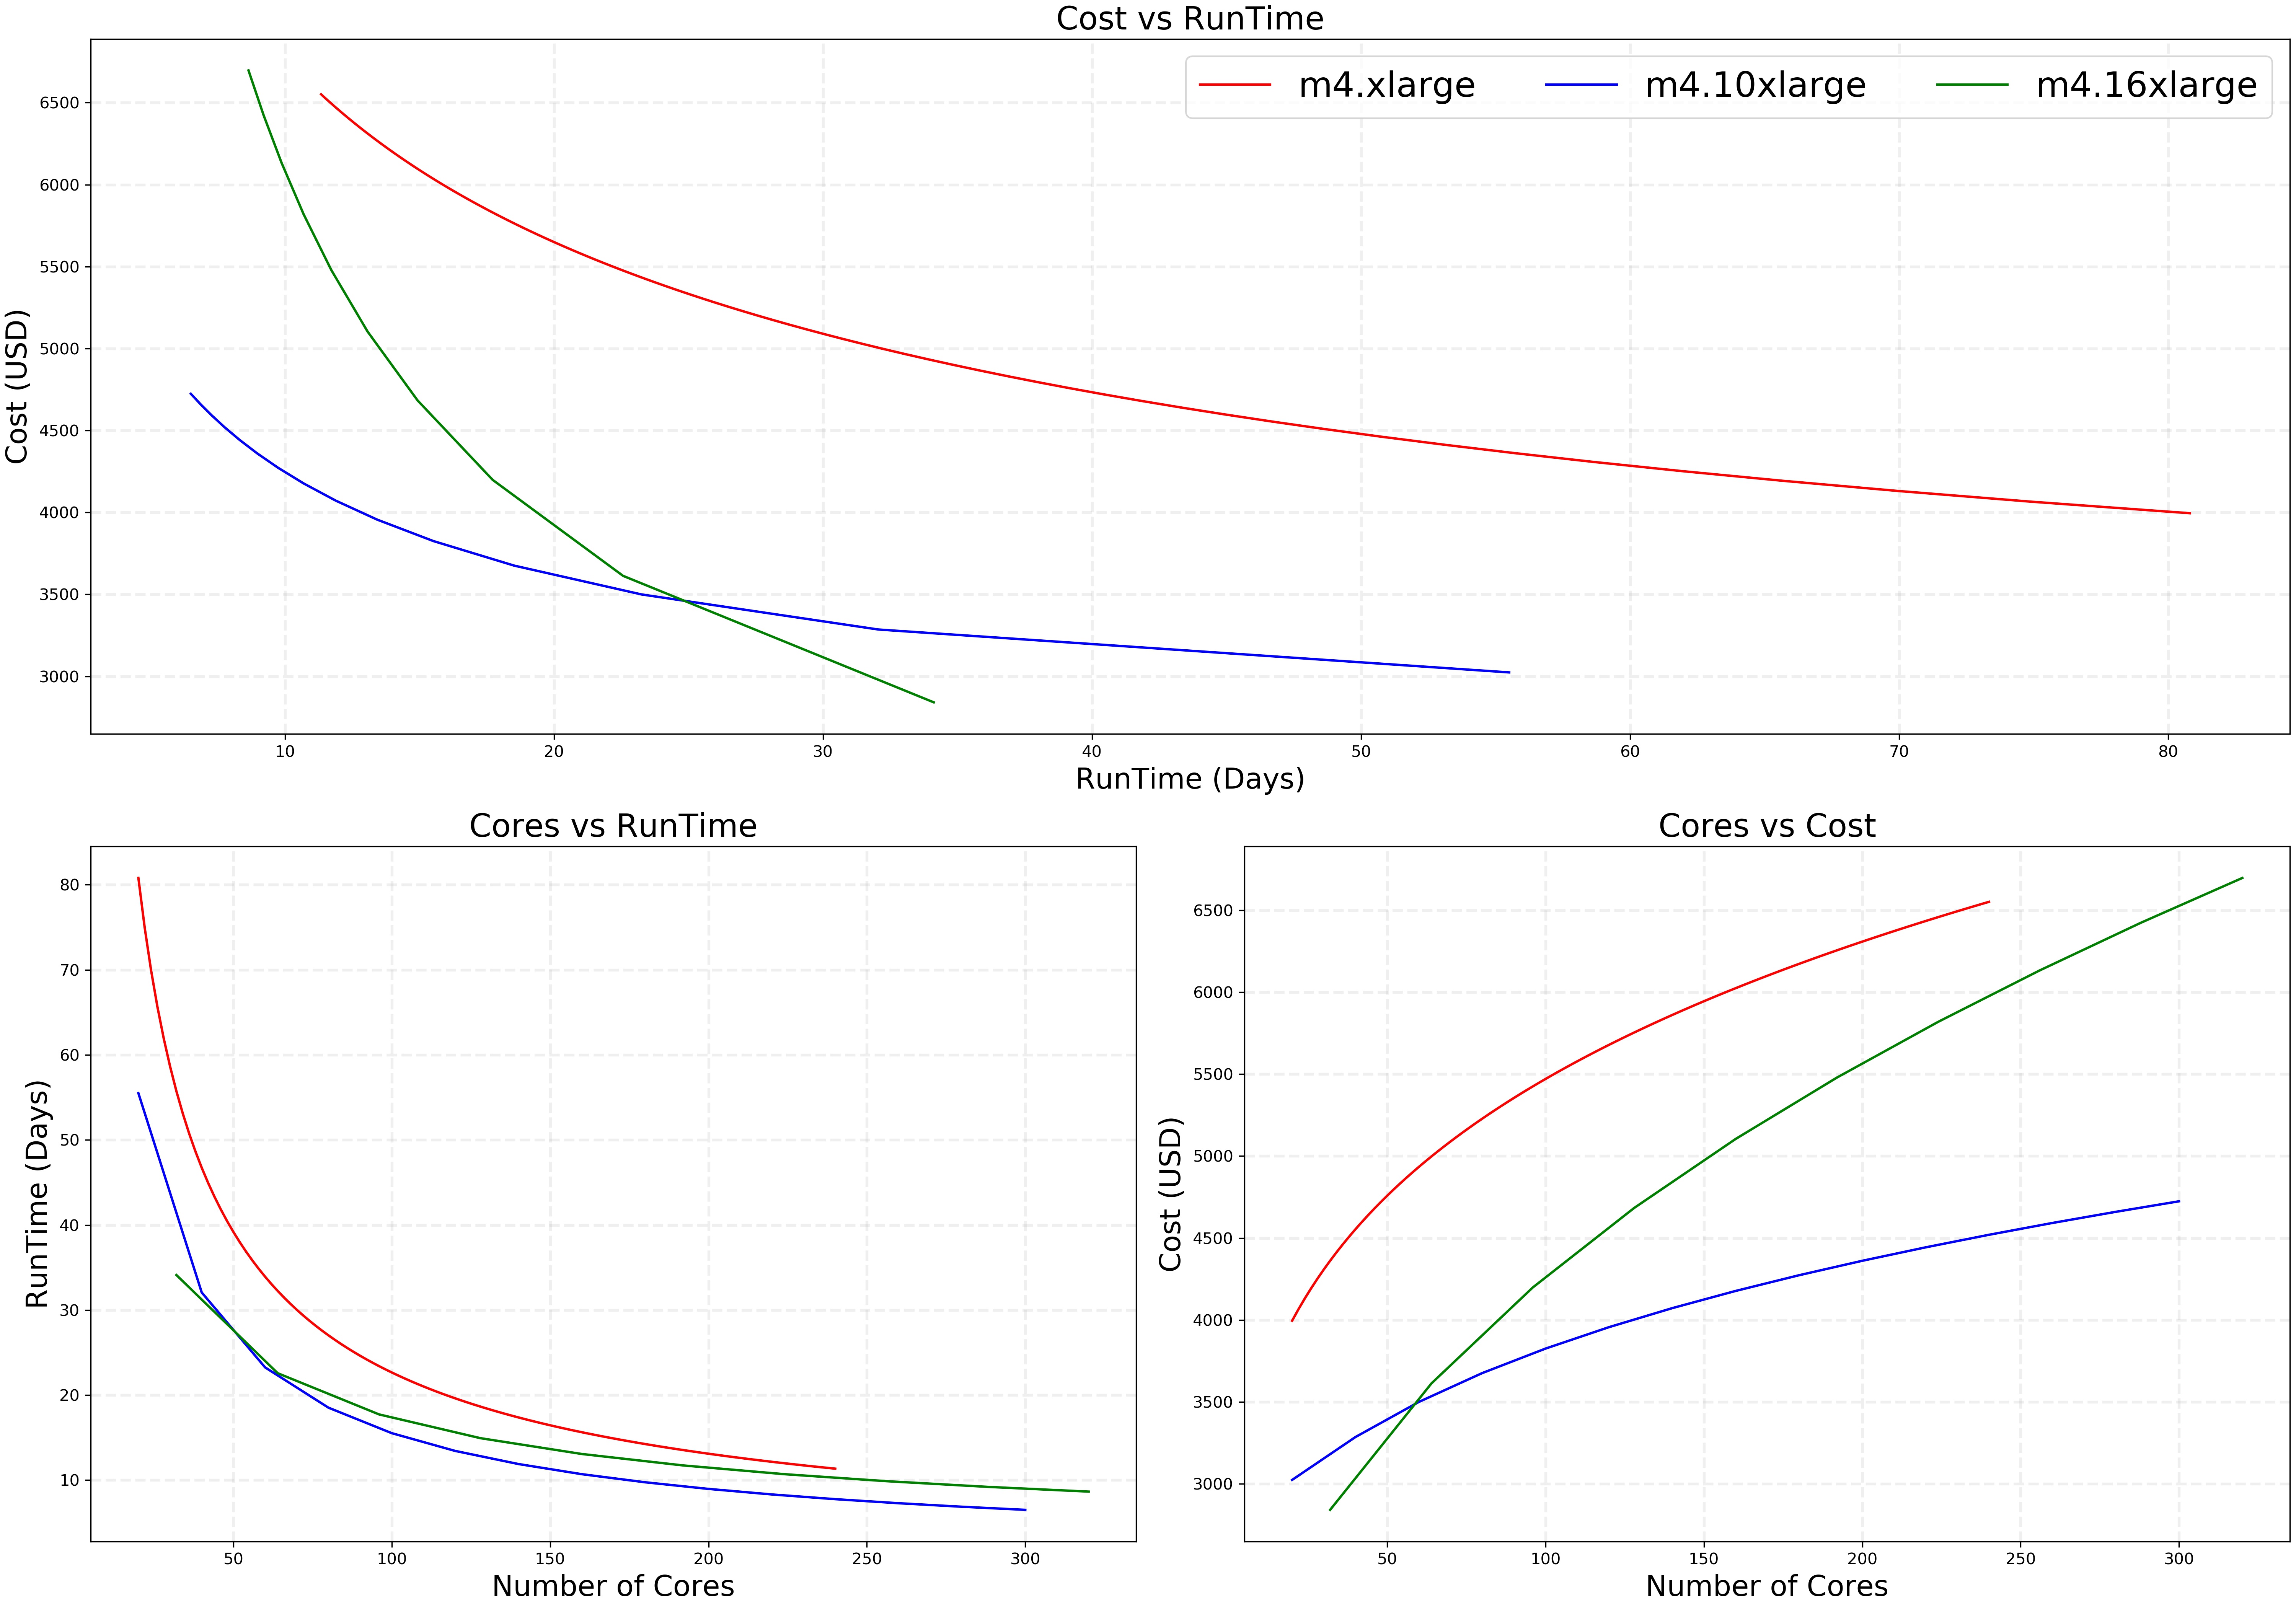 Cost vs RunTime
m4.xlarge m4.10xlarge m4.16xlarge
6500
6000
5500
5000
4500
4000
3500
3000
Cost (USD)
10 20 30 40 50 60 70 80
RunTime (Days)
Cores vs RunTime
80
70
60
50
40
30
20
10
RunTime (Days)
50 100 150 200 250 300
Number of Cores
Cores vs Cost
6500
6000
5500
5000
4500
4000
3500
3000
Cost (USD)
50 100 150 200 250 300
Number of Cores